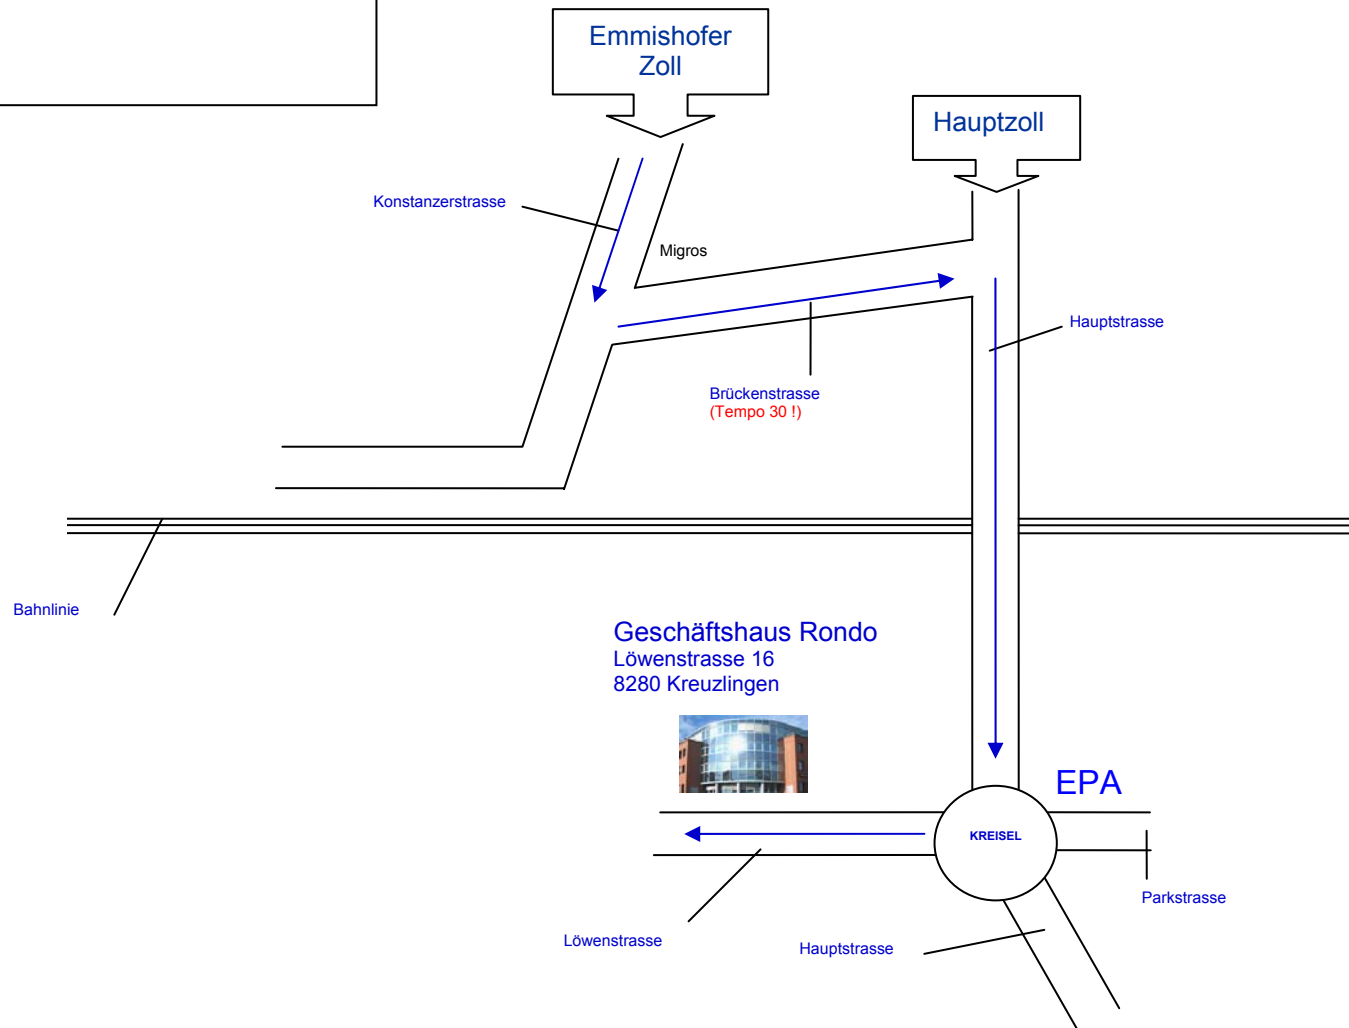 Emmishofer
Zoll
Hauptzoll
Konstanzerstrasse
Migros
Hauptstrasse
Brückenstrasse
(Tempo 30 !)
Bahnlinie
Geschäftshaus Rondo
Löwenstrasse 16
8280 Kreuzlingen
EPA
KREISEL
Parkstrasse
Löwenstrasse
Hauptstrasse